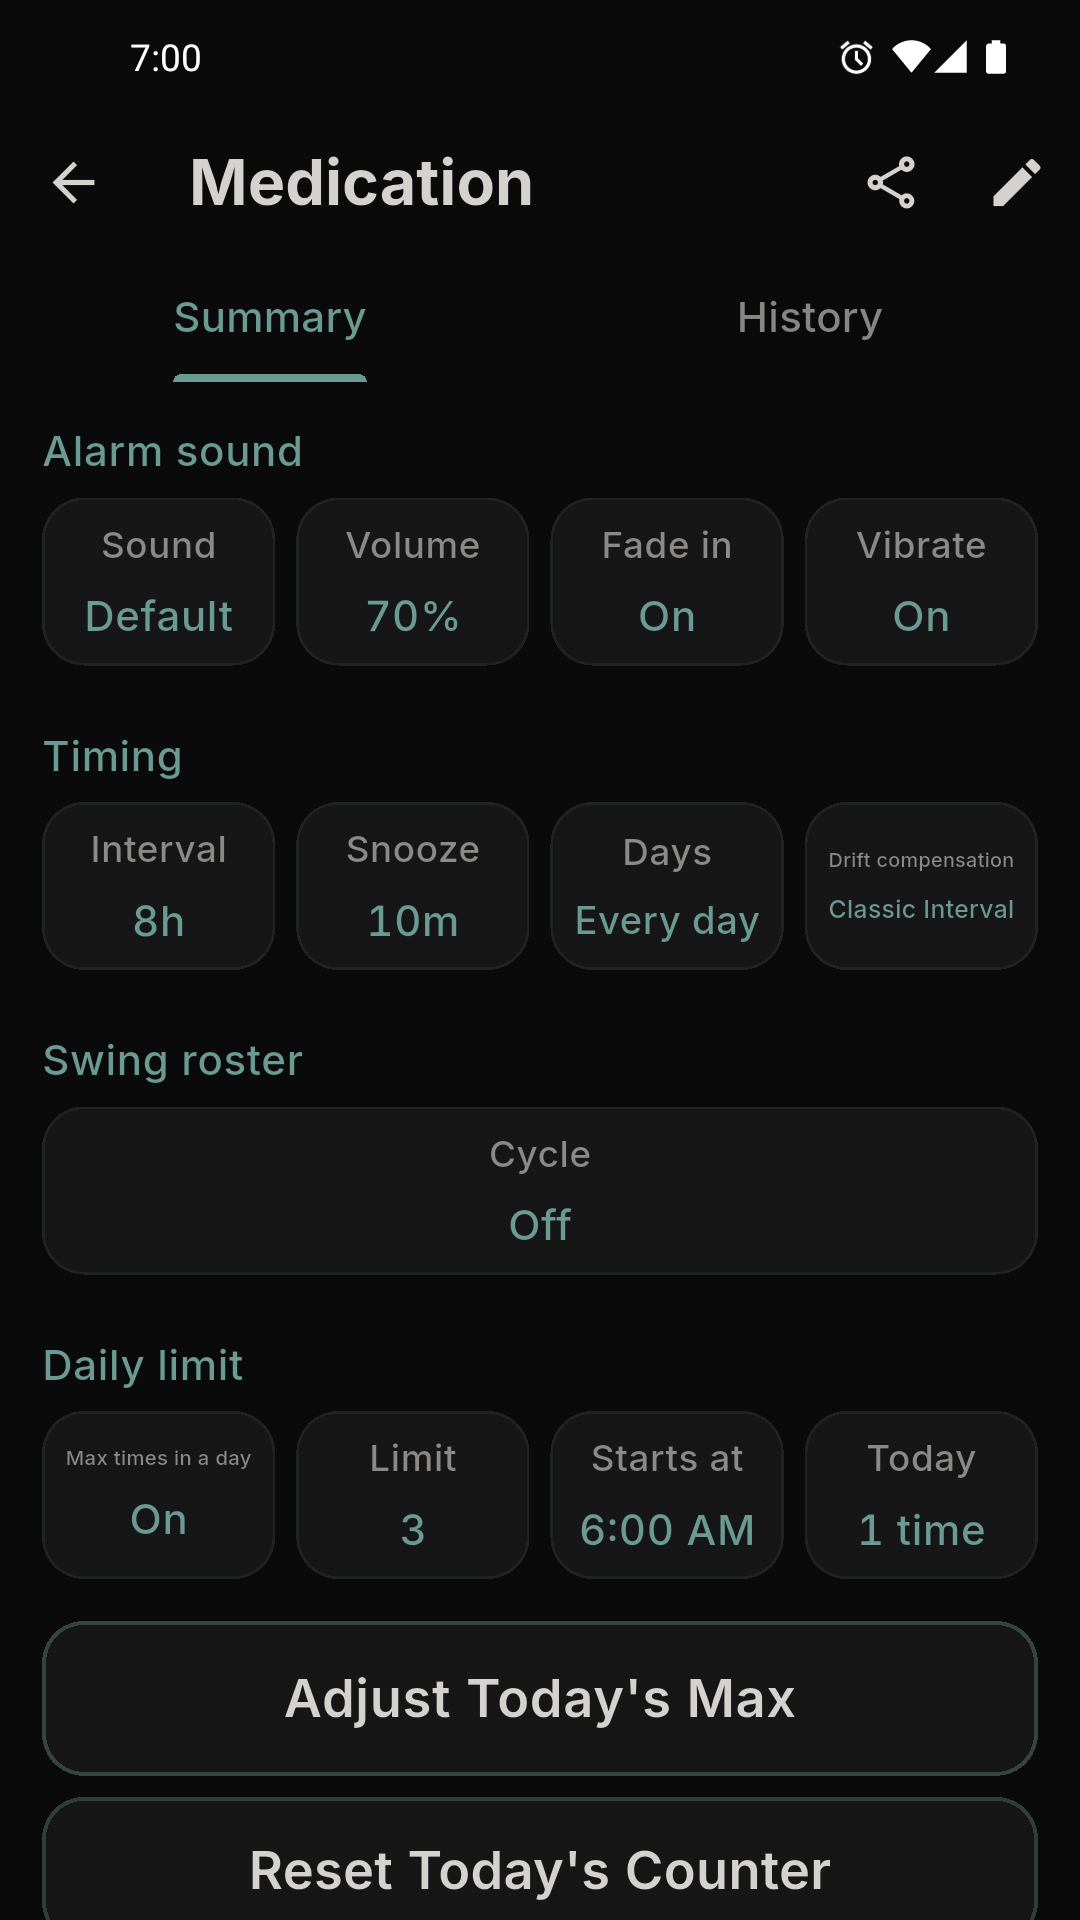 7:00
Medication
Summary
History
Alarm sound
Sound
Volume
Fade in
Vibrate
Default
70%
On
On
Timing
Interval
Snooze
Days
Drift compensation
8h
10m
Every day
Classic Interval
Swing roster
Cycle
Off
Daily limit
Max times in a day
Limit
Starts at
Today
On
3
6:00 AM
1 time
Adjust Today's Max
Reset Today's Counter